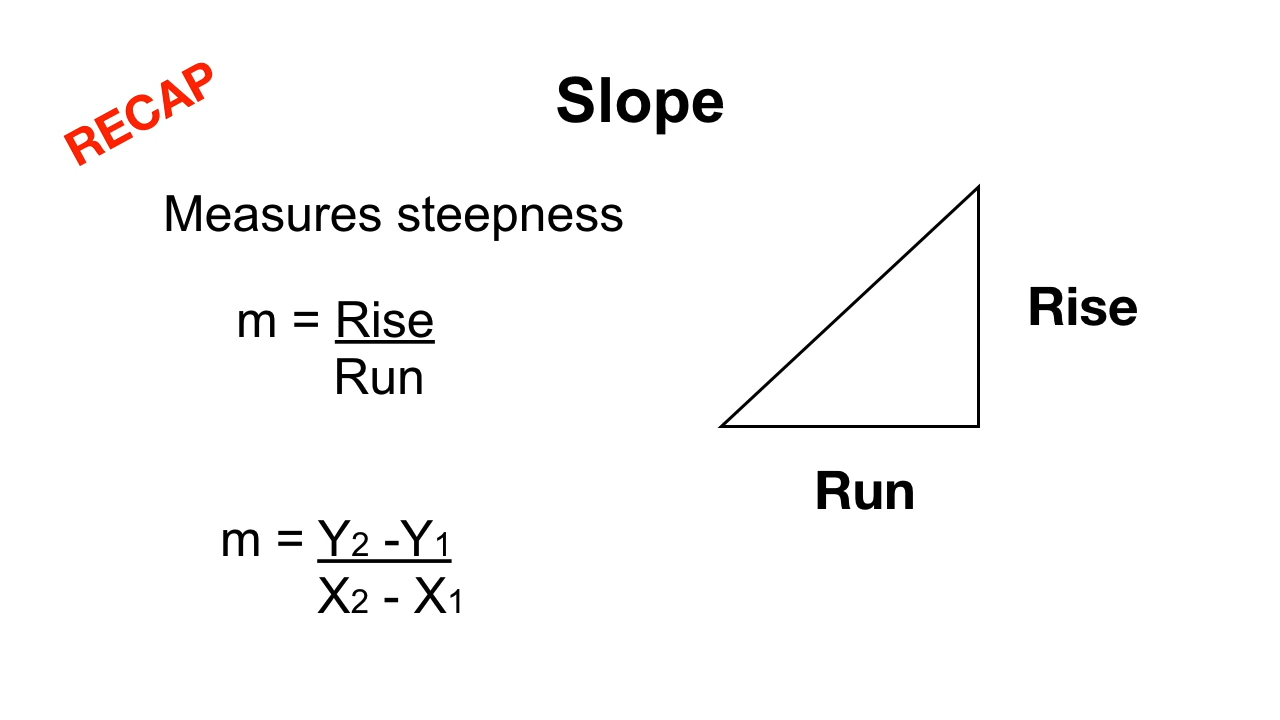 RECAP
Slope
Measures steepness
m = Rise
Run
Rise
Run
m = Y2 -Y1
X2 - X1